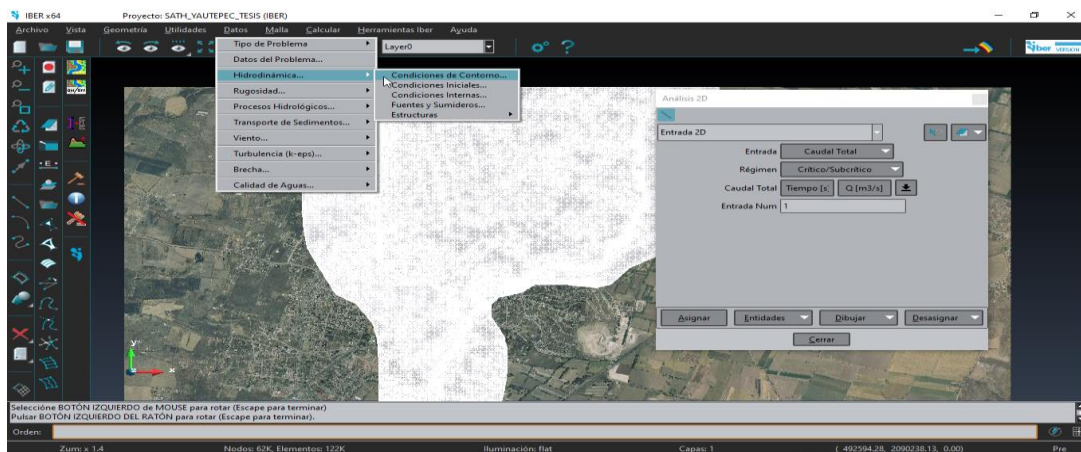 IBER x64 Proyecto: SATH_YAUTEPEC_TESIS (IBER)
Archivo Vista Geometría Utilidades Datos Malla Calcular Herramientas Iber Ayuda
Layer0
Iber
Tipo de Problema
Datos del Problema...
Hidrodinámica...
Rugosidad...
Procesos Hidrológicos...
Transporte de Sedimentos...
Viento...
Turbulencia (k-eps)...
Brecha...
Calidad de Aguas...
Condiciones de Contorno...
Condiciones Iniciales...
Condiciones Internas...
Fuentes y Sumideros...
Estructuras
Análisis 2D
Entrada 2D
Entrada Caudal Total
Régimen Crítico/Subcrítico
Caudal Total Tiempo [s] Q [m3/s]
Entrada Num 1
Asignar Entidades Dibujar Desasignar
Cerrar
y
x
Seleccióne BOTÓN IZQUIERDO de MOUSE para rotar (Escape para terminar)
Pulsar BOTÓN IZQUIERDO DEL RATÓN para rotar (Escape para terminar).
Orden:
Zum: x 1.4 Nodos: 62K, Elementos: 122K Iluminación: flat Capas: 1 ( 492594.28, 2090238.13, 0.00) Pre